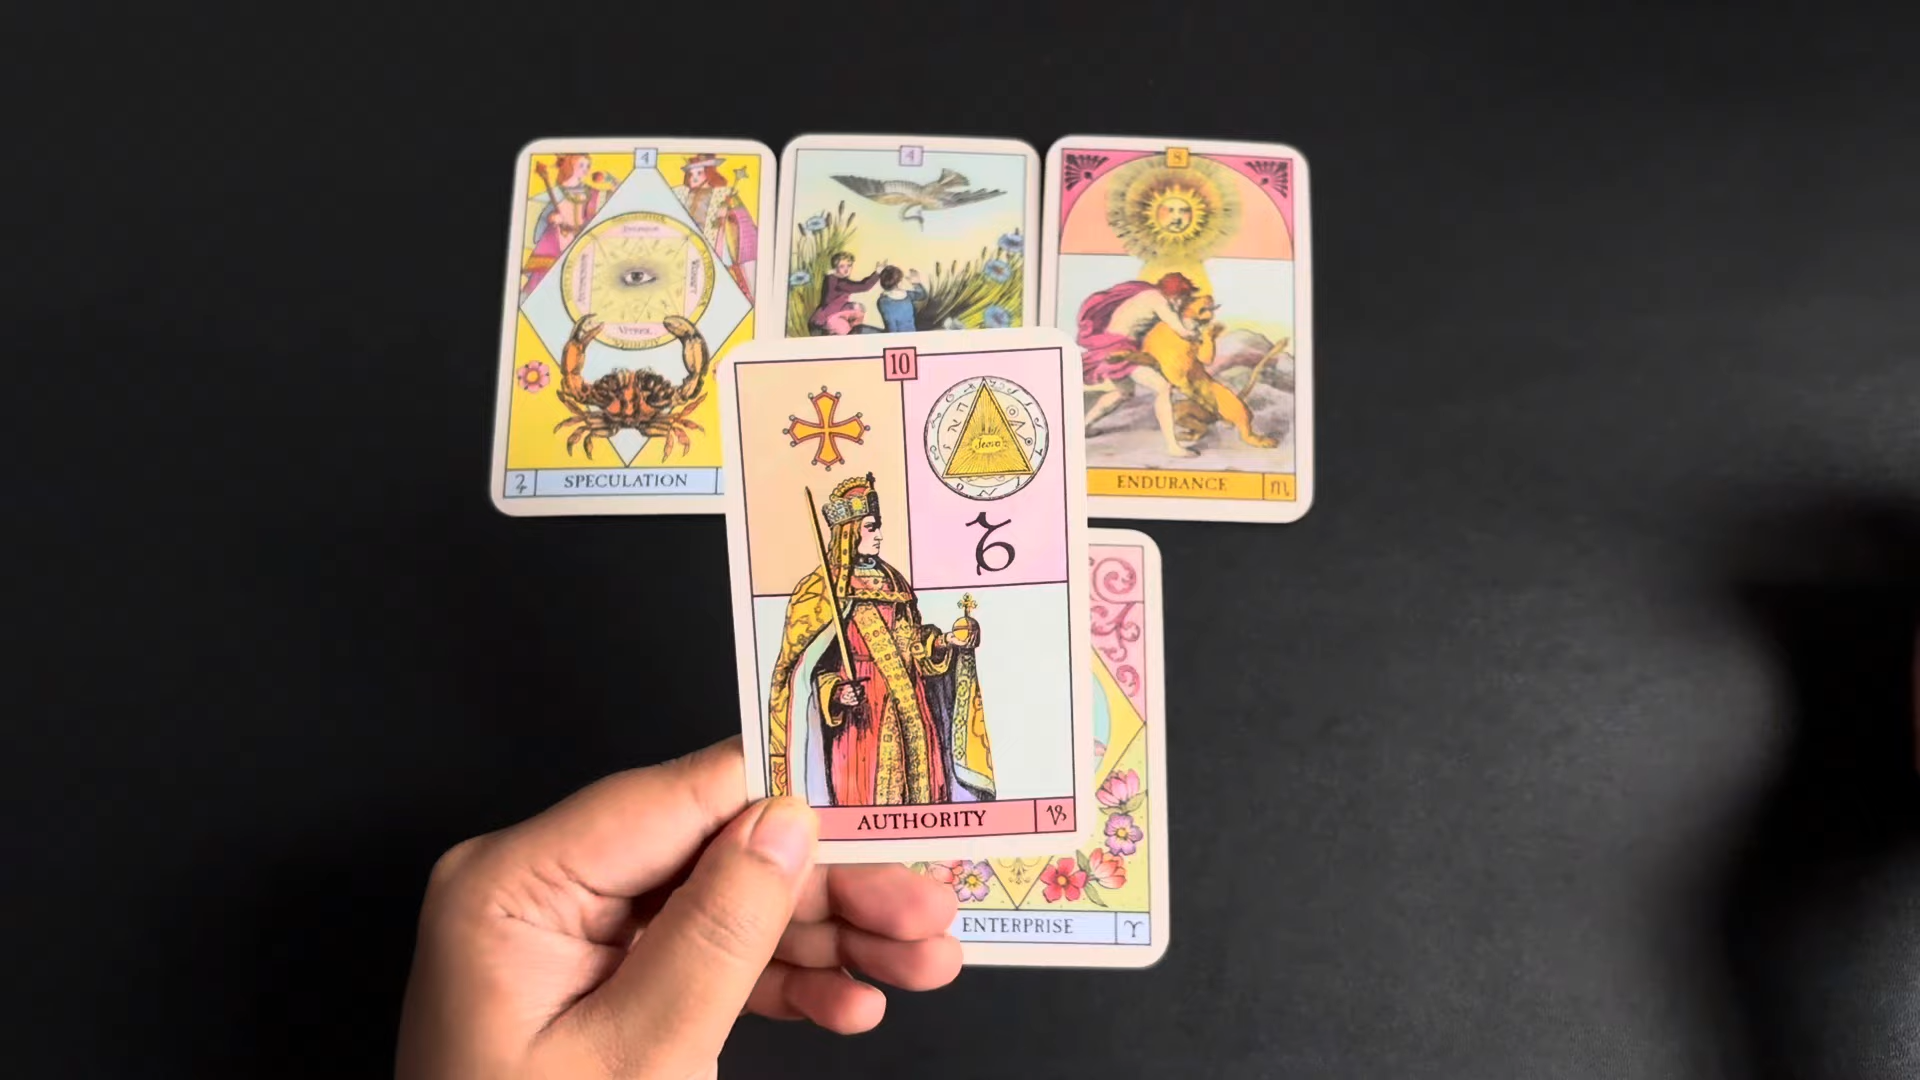 4
4
8
SPECULATION
ENDURANCE
♏
10
AUTHORITY
♑
ENTERPRISE
♈